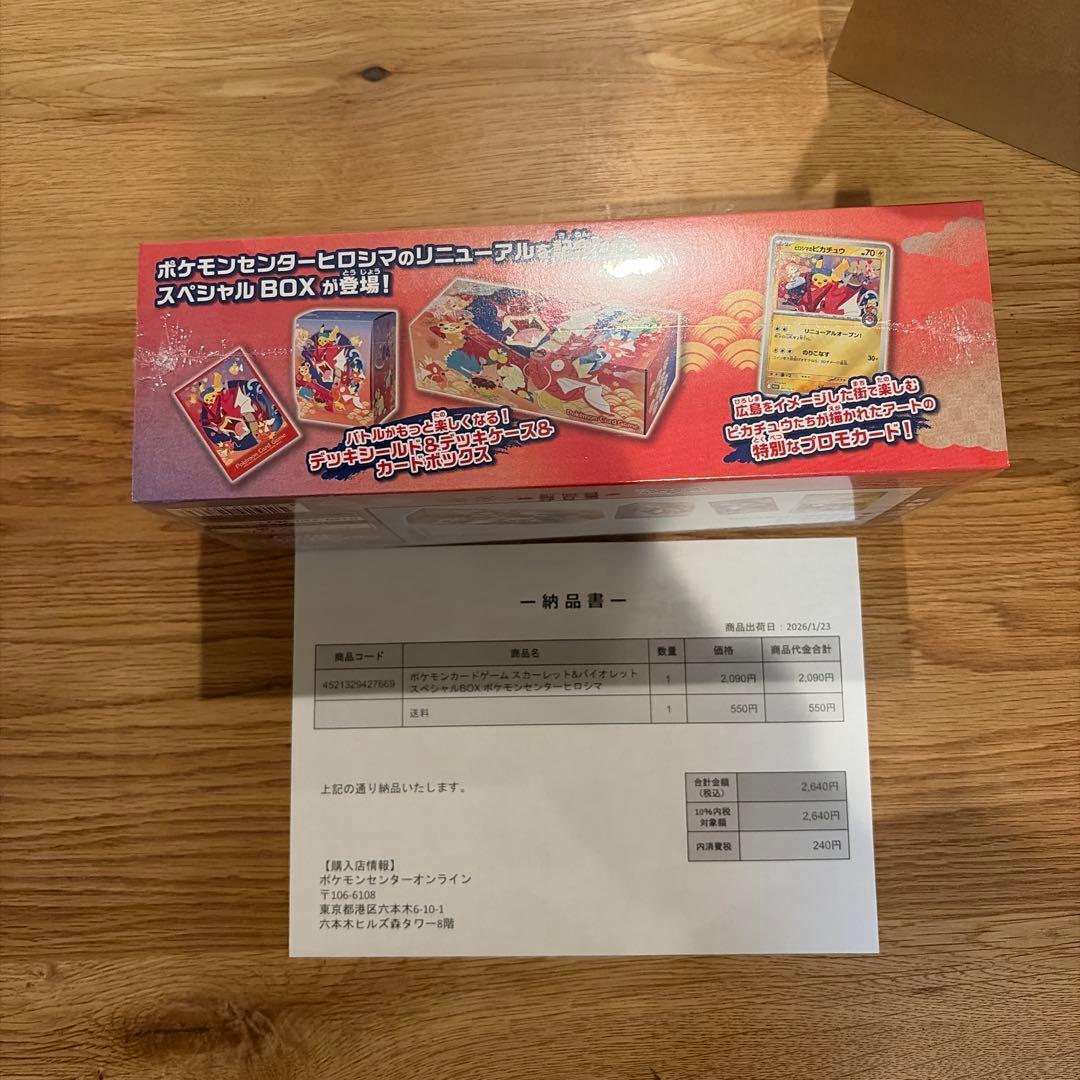 ポケモンセンターヒロシマのリニューアルを
スペシャルBOXが登場!
バトルがもっと楽しくなる!
デッキシールド&デッキケース&
カードボックス
Pokémon Card Game
Pokémon Card Game
ヒロシマのピカチュウ
HP70
リニューアルオープン!
のりこなす
30+
広島をイメージした街で楽しむ
ピカチュウたちが描かれたアートの
特別なプロモカード!
ー納品書ー
商品出荷日:2026/1/23
商品コード 商品名 数量 価格 商品代金合計
4521329427669 ポケモンカードゲーム スカーレット&バイオレット 1 2,090円 2,090円
スペシャルBOX ポケモンセンターヒロシマ
送料 1 550円 550円
上記の通り納品いたします。
合計金額
(税込) 2,640円
10%内税
対象額 2,640円
内消費税 240円
【購入店情報】
ポケモンセンターオンライン
〒106-6108
東京都港区六本木6-10-1
六本木ヒルズ森タワー8階